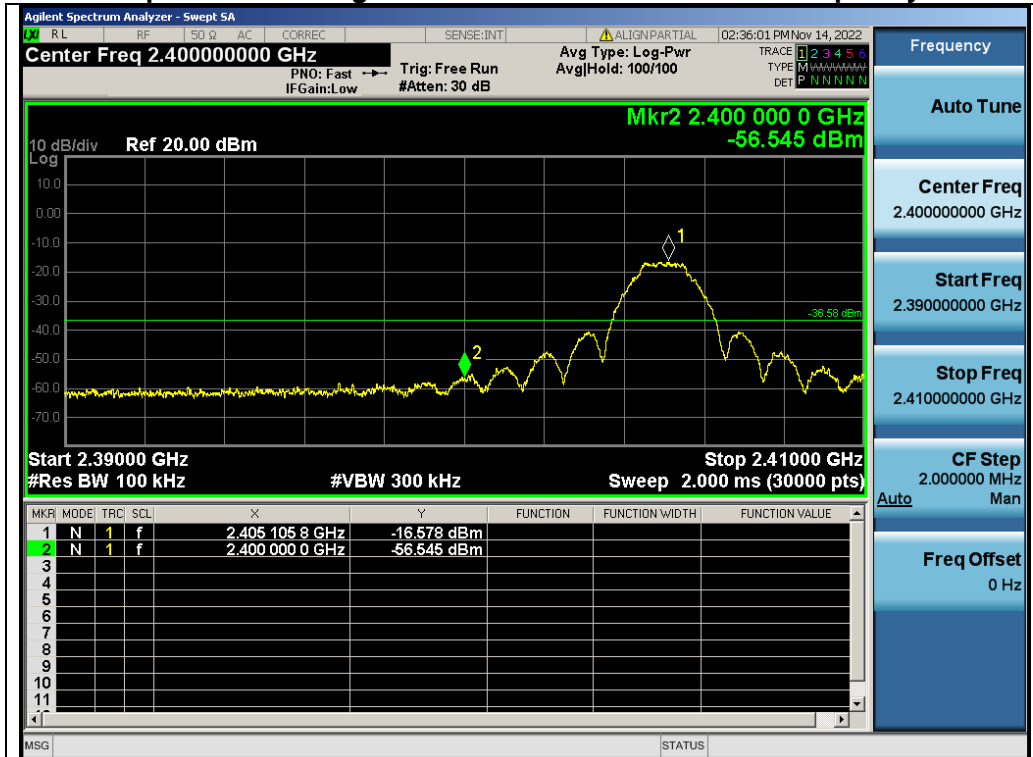 Agilent Spectrum Analyzer - Swept SA
LXI RL RF 50 Ω AC CORREC SENSE:INT ALIGN PARTIAL 02:36:01 PM Nov 14, 2022
Center Freq 2.400000000 GHz
PNO: Fast
IFGain:Low
Trig: Free Run
#Atten: 30 dB
Avg Type: Log-Pwr
Avg|Hold: 100/100
TRACE 1 2 3 4 5 6
TYPE M W W W W W
DET P N N N N N
Mkr2 2.400 000 0 GHz
-56.545 dBm
10 dB/div Ref 20.00 dBm
Log
10.0
0.00
-10.0
-20.0
-30.0
-40.0
-50.0
-60.0
-70.0
1
2
-36.58 dBm
Start 2.39000 GHz Stop 2.41000 GHz
#Res BW 100 kHz #VBW 300 kHz Sweep 2.000 ms (30000 pts)
MKR MODE TRC SCL X Y FUNCTION FUNCTION WIDTH FUNCTION VALUE
1 N 1 f 2.405 105 8 GHz -16.578 dBm
2 N 1 f 2.400 000 0 GHz -56.545 dBm
3
4
5
6
7
8
9
10
11
MSG STATUS
Frequency
Auto Tune
Center Freq
2.400000000 GHz
Start Freq
2.390000000 GHz
Stop Freq
2.410000000 GHz
CF Step
2.000000 MHz
Auto Man
Freq Offset
0 Hz